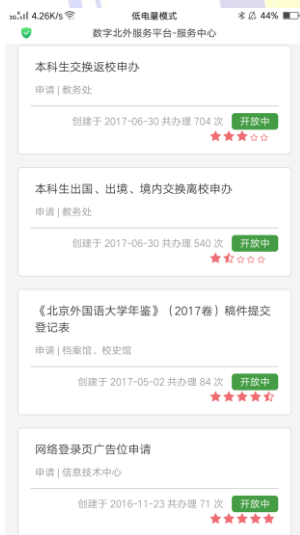 4.26K/s 低电量模式 44%
数字北外服务平台-服务中心
本科生交换返校申办
申请 | 教务处
创建于 2017-06-30 共办理 704 次 开放中
本科生出国、出境、境内交换离校申办
申请 | 教务处
创建于 2017-06-30 共办理 540 次 开放中
《北京外国语大学年鉴》（2017卷）稿件提交
登记表
申请 | 档案馆、校史馆
创建于 2017-05-02 共办理 84 次 开放中
网络登录页广告位申请
申请 | 信息技术中心
创建于 2016-11-23 共办理 71 次 开放中